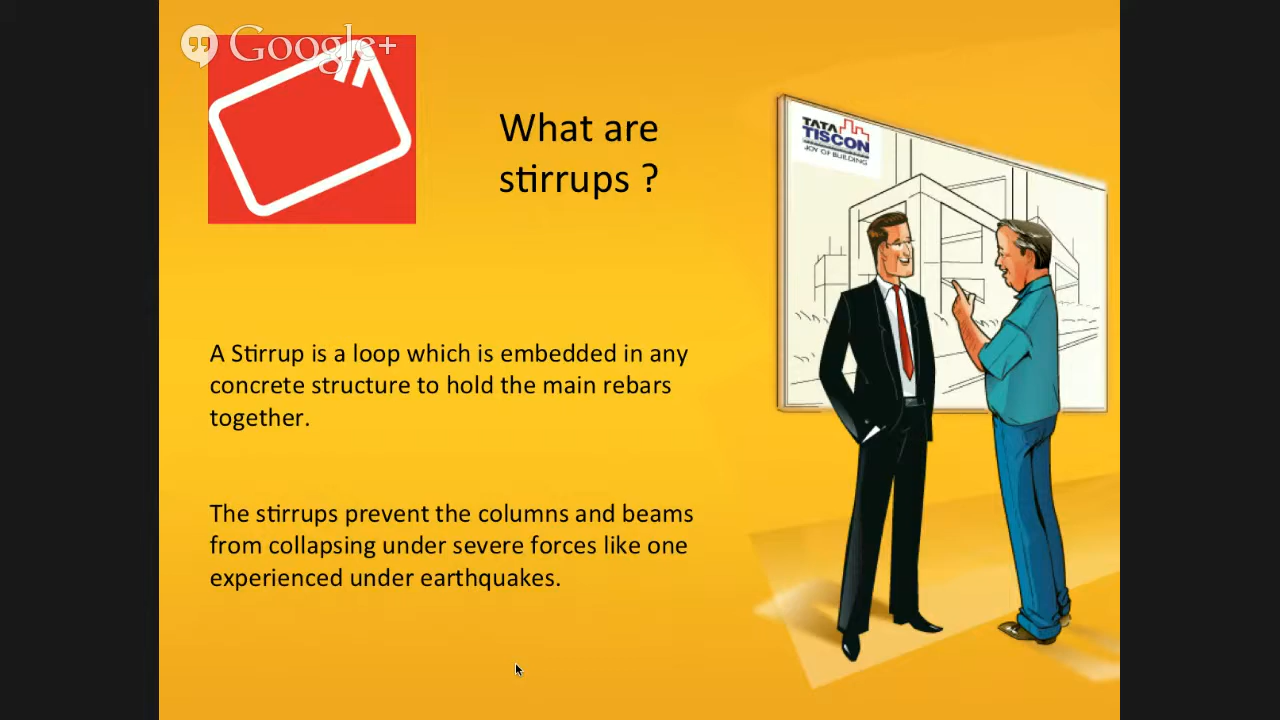 Google+
What are
stirrups ?
TATA
TISCON
JOY OF BUILDING
A Stirrup is a loop which is embedded in any
concrete structure to hold the main rebars
together.
The stirrups prevent the columns and beams
from collapsing under severe forces like one
experienced under earthquakes.